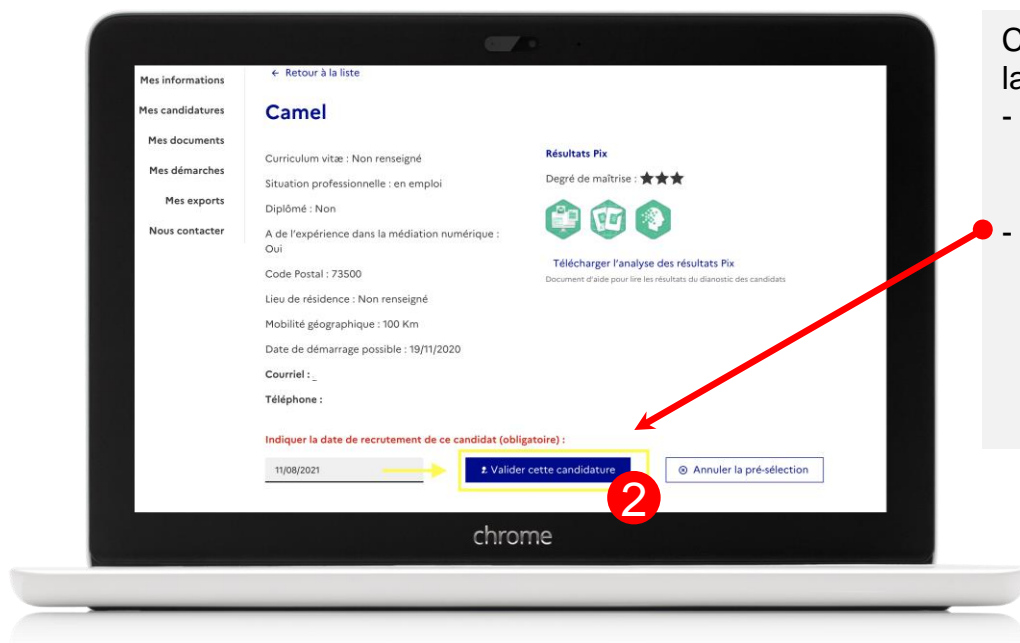 Mes informations
Mes candidatures
Mes documents
Mes démarches
Mes exports
Nous contacter
← Retour à la liste
Camel
Curriculum vitæ : Non renseigné
Situation professionnelle : en emploi
Diplômé : Non
A de l'expérience dans la médiation numérique :
Oui
Code Postal : 73500
Lieu de résidence : Non renseigné
Mobilité géographique : 100 Km
Date de démarrage possible : 19/11/2020
Courriel : _
Téléphone :
Résultats Pix
Degré de maîtrise : ★★★
Télécharger l'analyse des résultats Pix
Document d'aide pour lire les résultats du dianostic des candidats
Indiquer la date de recrutement de ce candidat (obligatoire) :
11/08/2021
Valider cette candidature
Annuler la pré-sélection
2
chrome
C
la
-
-